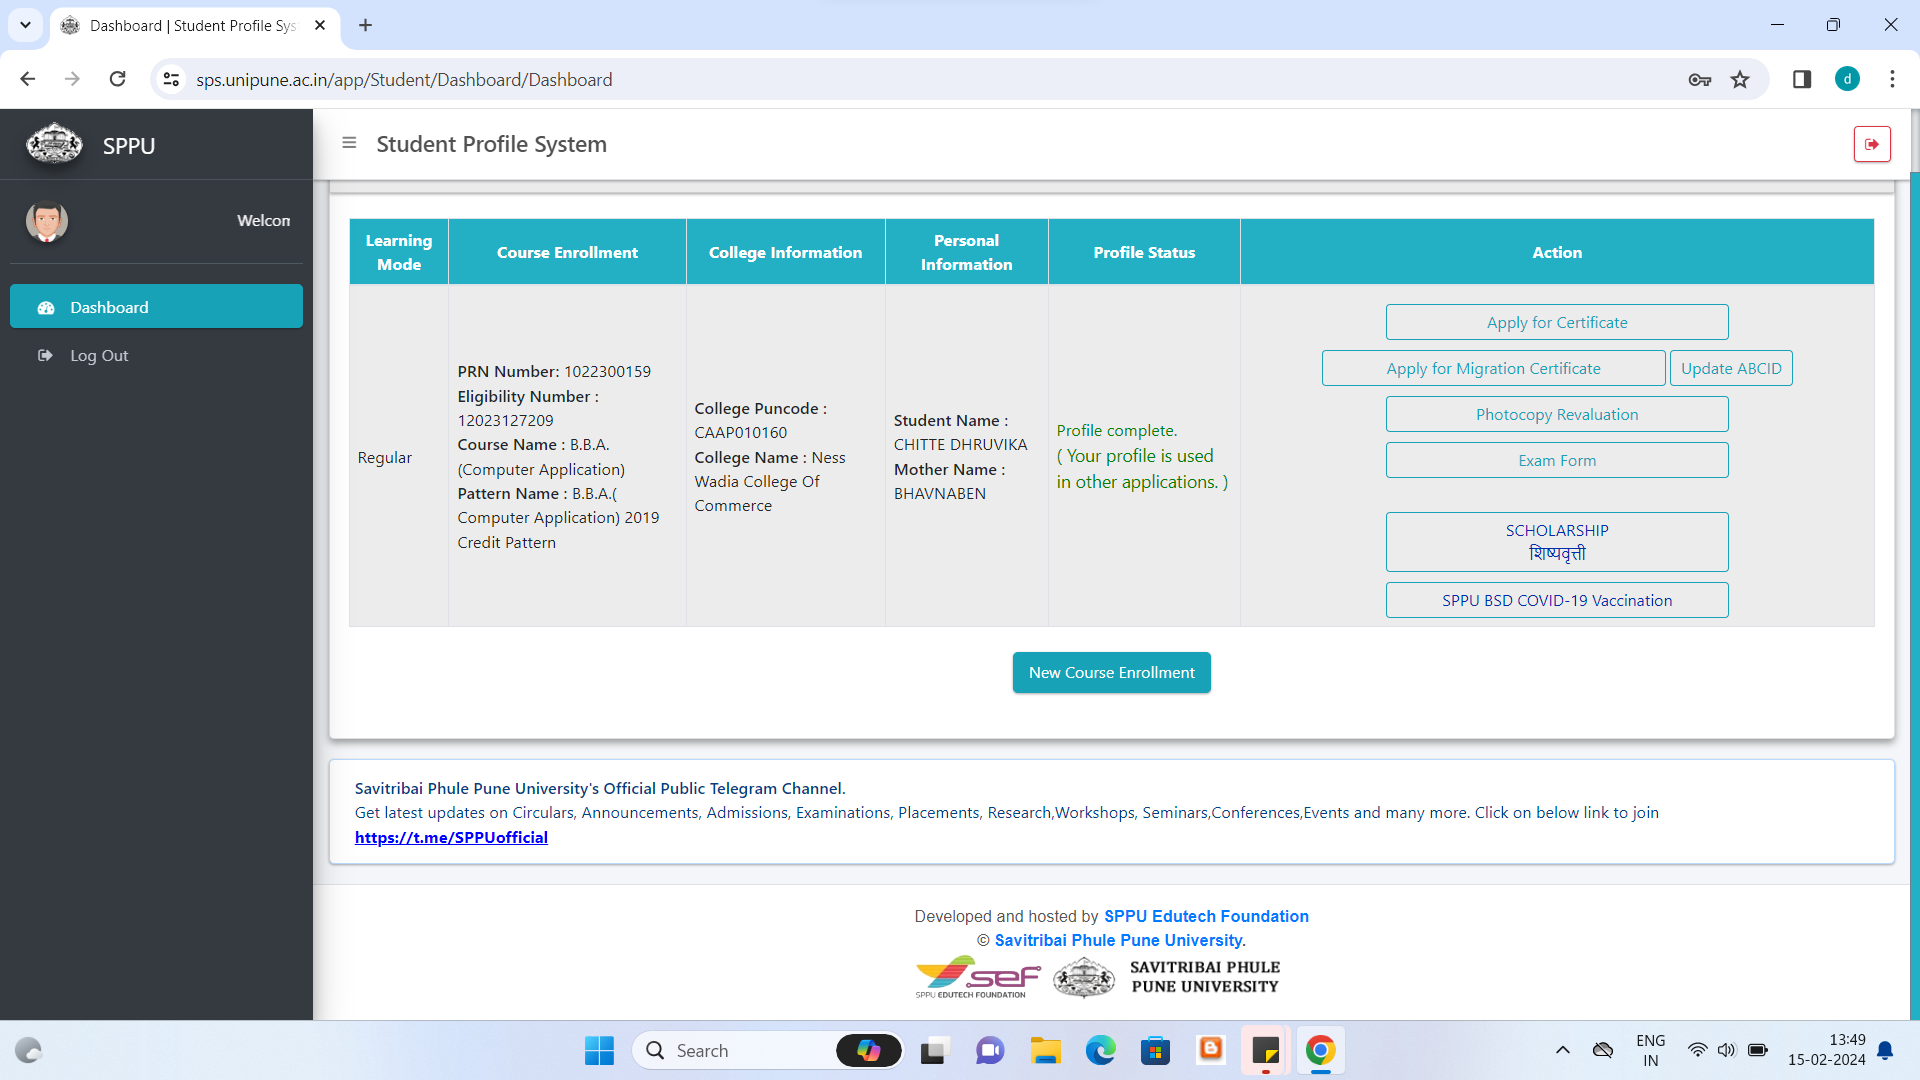 Dashboard | Student Profile Sys
sps.unipune.ac.in/app/Student/Dashboard/Dashboard
d
SPPU
Student Profile System
Welcom
Dashboard
Log Out
Learning
Mode
Course Enrollment
College Information
Personal
Information
Profile Status
Action
Regular
PRN Number: 1022300159
Eligibility Number :
12023127209
Course Name : B.B.A.
(Computer Application)
Pattern Name : B.B.A.(
Computer Application) 2019
Credit Pattern
College Puncode :
CAAP010160
College Name : Ness
Wadia College Of
Commerce
Student Name :
CHITTE DHRUVIKA
Mother Name :
BHAVNABEN
Profile complete.
( Your profile is used
in other applications. )
Apply for Certificate
Apply for Migration Certificate
Update ABCID
Photocopy Revaluation
Exam Form
SCHOLARSHIP
शिष्यवृत्ती
SPPU BSD COVID-19 Vaccination
New Course Enrollment
Savitribai Phule Pune University's Official Public Telegram Channel.
Get latest updates on Circulars, Announcements, Admissions, Examinations, Placements, Research,Workshops, Seminars,Conferences,Events and many more. Click on below link to join
https://t.me/SPPUofficial
Developed and hosted by SPPU Edutech Foundation
© Savitribai Phule Pune University.
sef
SPPU EDUTECH FOUNDATION
SAVITRIBAI PHULE
PUNE UNIVERSITY
Search
ENG
IN
13:49
15-02-2024